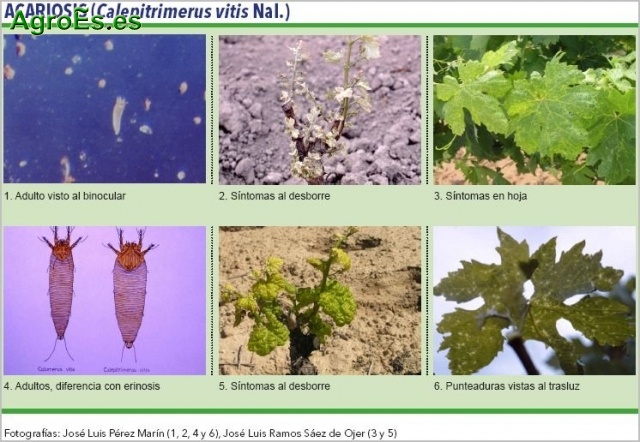 ACARIOSIS (Calepitrimerus vitis Nal.)
AgroEs.es
1. Adulto visto al binocular
2. Síntomas al desborre
3. Síntomas en hoja
Calomerus vitis
Calepitrimerus vitis
4. Adultos, diferencia con erinosis
5. Síntomas al desborre
6. Punteaduras vistas al trasluz
Fotografías: José Luis Pérez Marín (1, 2, 4 y 6), José Luis Ramos Sáez de Ojer (3 y 5)